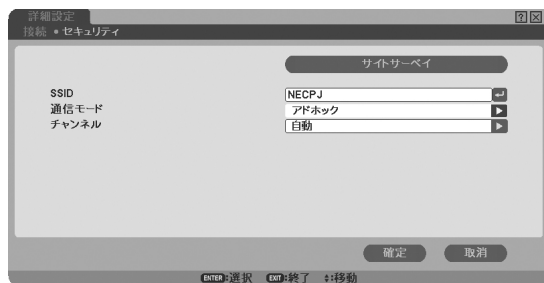 詳細設定
接続 • セキュリティ
サイトサーベイ
SSID NECPJ
通信モード アドホック
チャンネル 自動
確定 取消
ENTER:選択 EXIT:終了 :移動